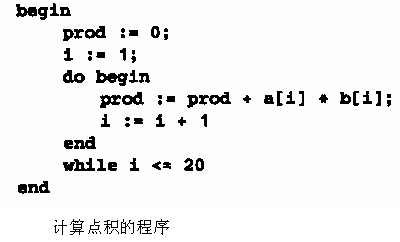 begin
prod := 0;
i := 1;
do begin
prod := prod + a[i] * b[i];
i := i + 1
end
while i <= 20
end
计算点积的程序